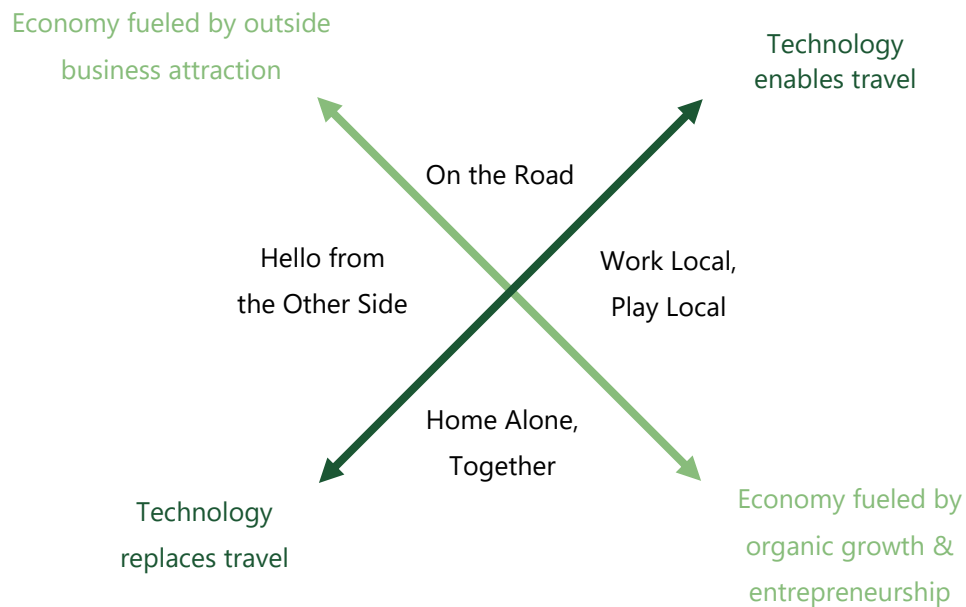 Economy fueled by outside
business attraction
Technology
enables travel
On the Road
Hello from
the Other Side
Work Local,
Play Local
Home Alone,
Together
Technology
replaces travel
Economy fueled by
organic growth &
entrepreneurship